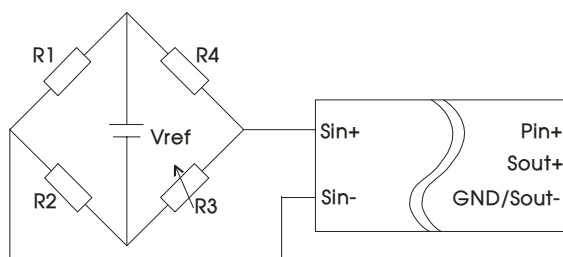 R1
R4
Vref
R2
R3
Sin+
Pin+
Sout+
Sin-
GND/Sout-